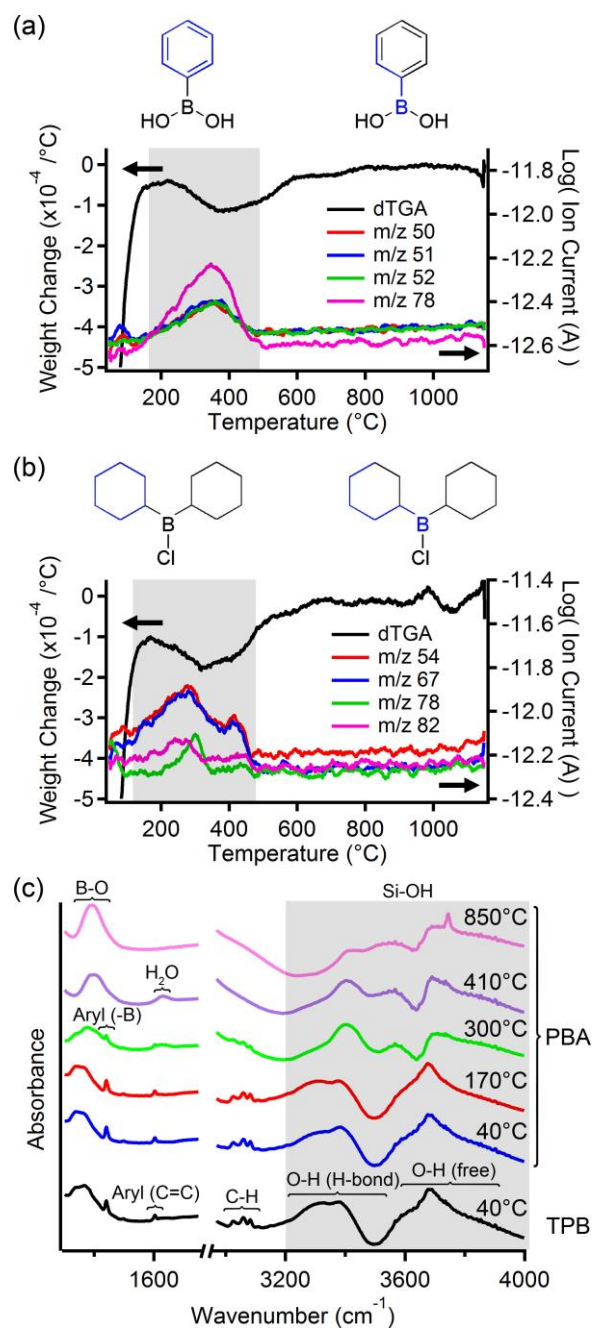 (a)
HO B OH
HO B OH
Weight Change (x10⁻⁴ /°C)
0
-1
-2
-3
-4
-5
dTGA
m/z 50
m/z 51
m/z 52
m/z 78
-11.8
-12.0
-12.2
-12.4
-12.6
Log( Ion Current (A) )
200 400 600 800 1000
Temperature (°C)
(b)
B
Cl
B
Cl
Weight Change (x10⁻⁴ /°C)
0
-1
-2
-3
-4
-5
dTGA
m/z 54
m/z 67
m/z 78
m/z 82
-11.4
-11.6
-11.8
-12.0
-12.2
-12.4
Log( Ion Current (A) )
200 400 600 800 1000
Temperature (°C)
(c)
B-O
Si-OH
850°C
H₂O
410°C
Aryl (-B)
300°C
PBA
170°C
40°C
O-H (H-bond)
O-H (free)
Aryl (C=C)
C-H
40°C
TPB
Absorbance
1600 3200 3600 4000
Wavenumber (cm⁻¹)